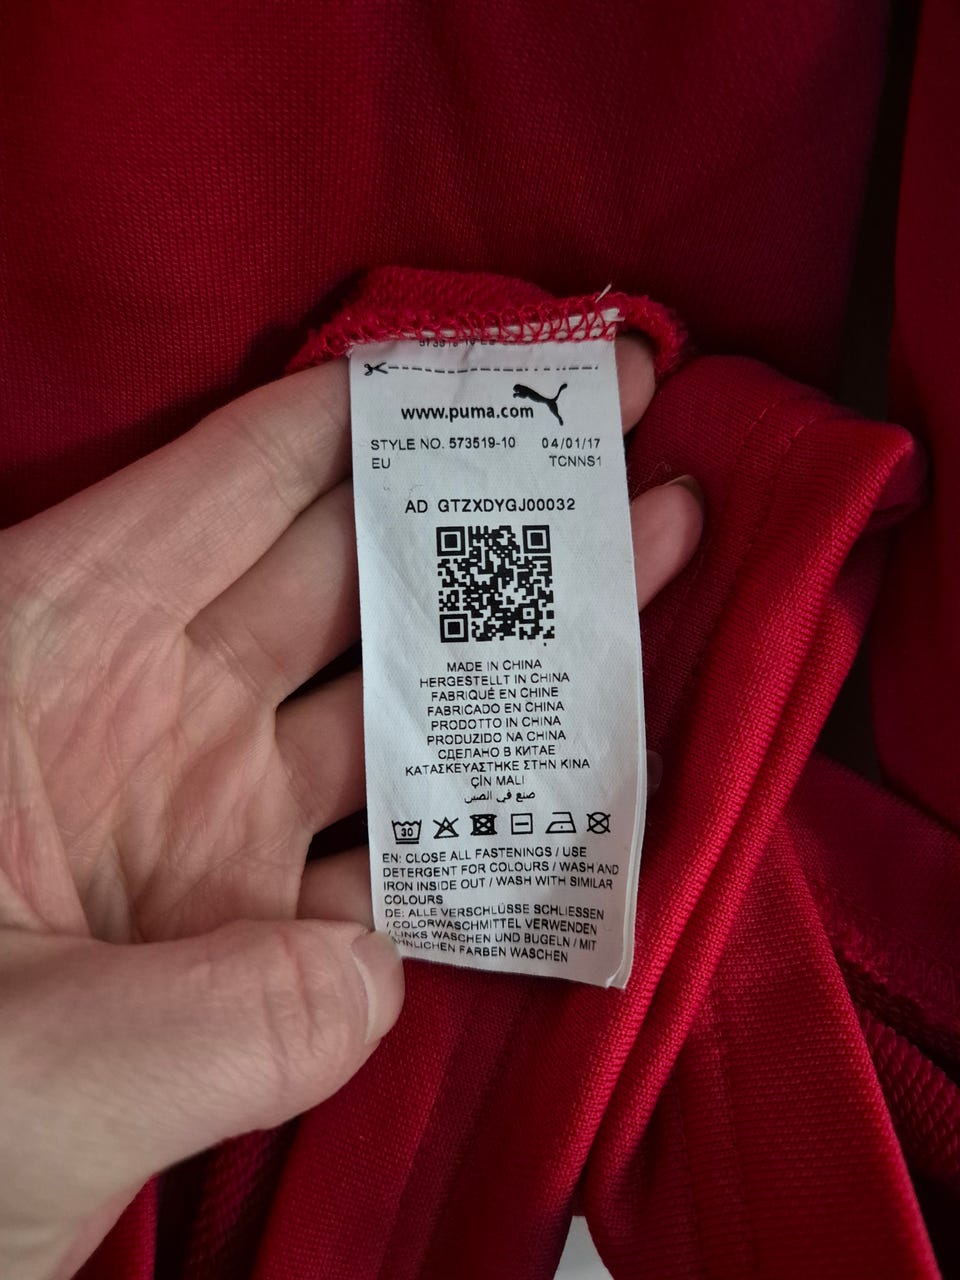 www.puma.com
STYLE NO. 573519-10 04/01/17
EU TCNNS1
AD GTZXDYGJ00032
MADE IN CHINA
HERGESTELLT IN CHINA
FABRIQUÉ EN CHINE
FABRICADO EN CHINA
PRODOTTO IN CHINA
PRODUZIDO NA CHINA
СДЕЛАНО В КИТАЕ
ΚΑΤΑΣΚΕΥΑΣΤΗΚΕ ΣΤΗΝ ΚΙΝΑ
ÇİN MALI
صنع في الصين
30
EN: CLOSE ALL FASTENINGS / USE
DETERGENT FOR COLOURS / WASH AND
IRON INSIDE OUT / WASH WITH SIMILAR
COLOURS
DE: ALLE VERSCHLÜSSE SCHLIESSEN
/ COLORWASCHMITTEL VERWENDEN
/ LINKS WASCHEN UND BÜGELN / MIT
ÄHNLICHEN FARBEN WASCHEN